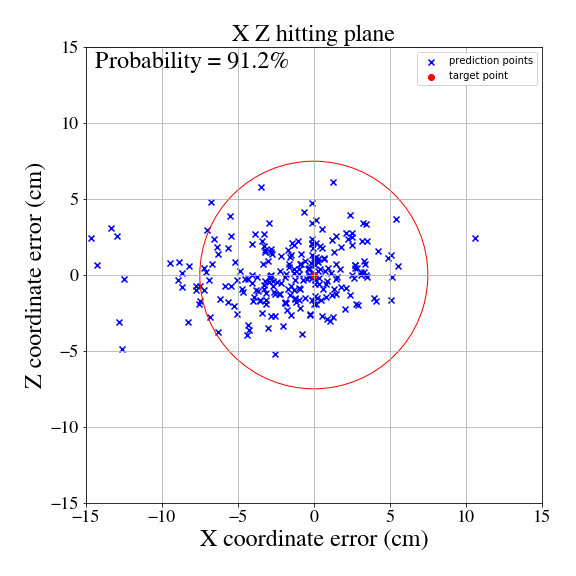 X Z hitting plane
Probability = 91.2%
prediction points
target point
15
10
5
0
−5
−10
−15
Z coordinate error (cm)
−15 −10 −5 0 5 10 15
X coordinate error (cm)